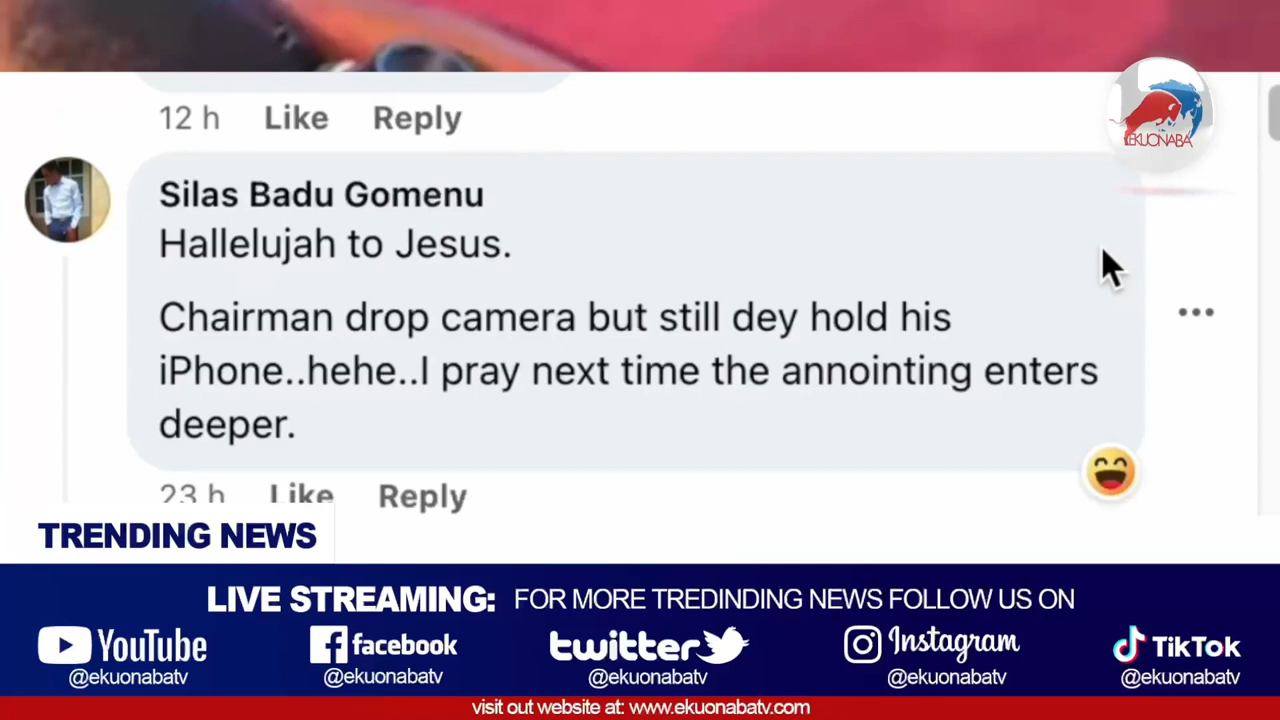 12 h Like Reply
EKUONABA
Silas Badu Gomenu
Hallelujah to Jesus.
Chairman drop camera but still dey hold his
iPhone..hehe..I pray next time the annointing enters
deeper.
23 h Like Reply
TRENDING NEWS
LIVE STREAMING: FOR MORE TREDINDING NEWS FOLLOW US ON
YouTube facebook twitter Instagram TikTok
@ekuonabatv @ekuonabatv @ekuonabatv @ekuonabatv @ekuonabatv
visit out website at: www.ekuonabatv.com